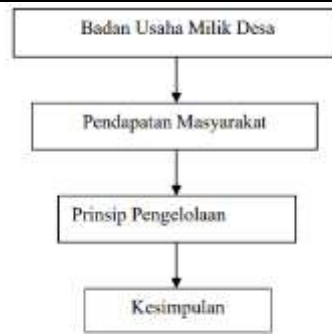 Badan Usaha Milik Desa
Pendapatan Masyarakat
Prinsip Pengelolaan
Kesimpulan